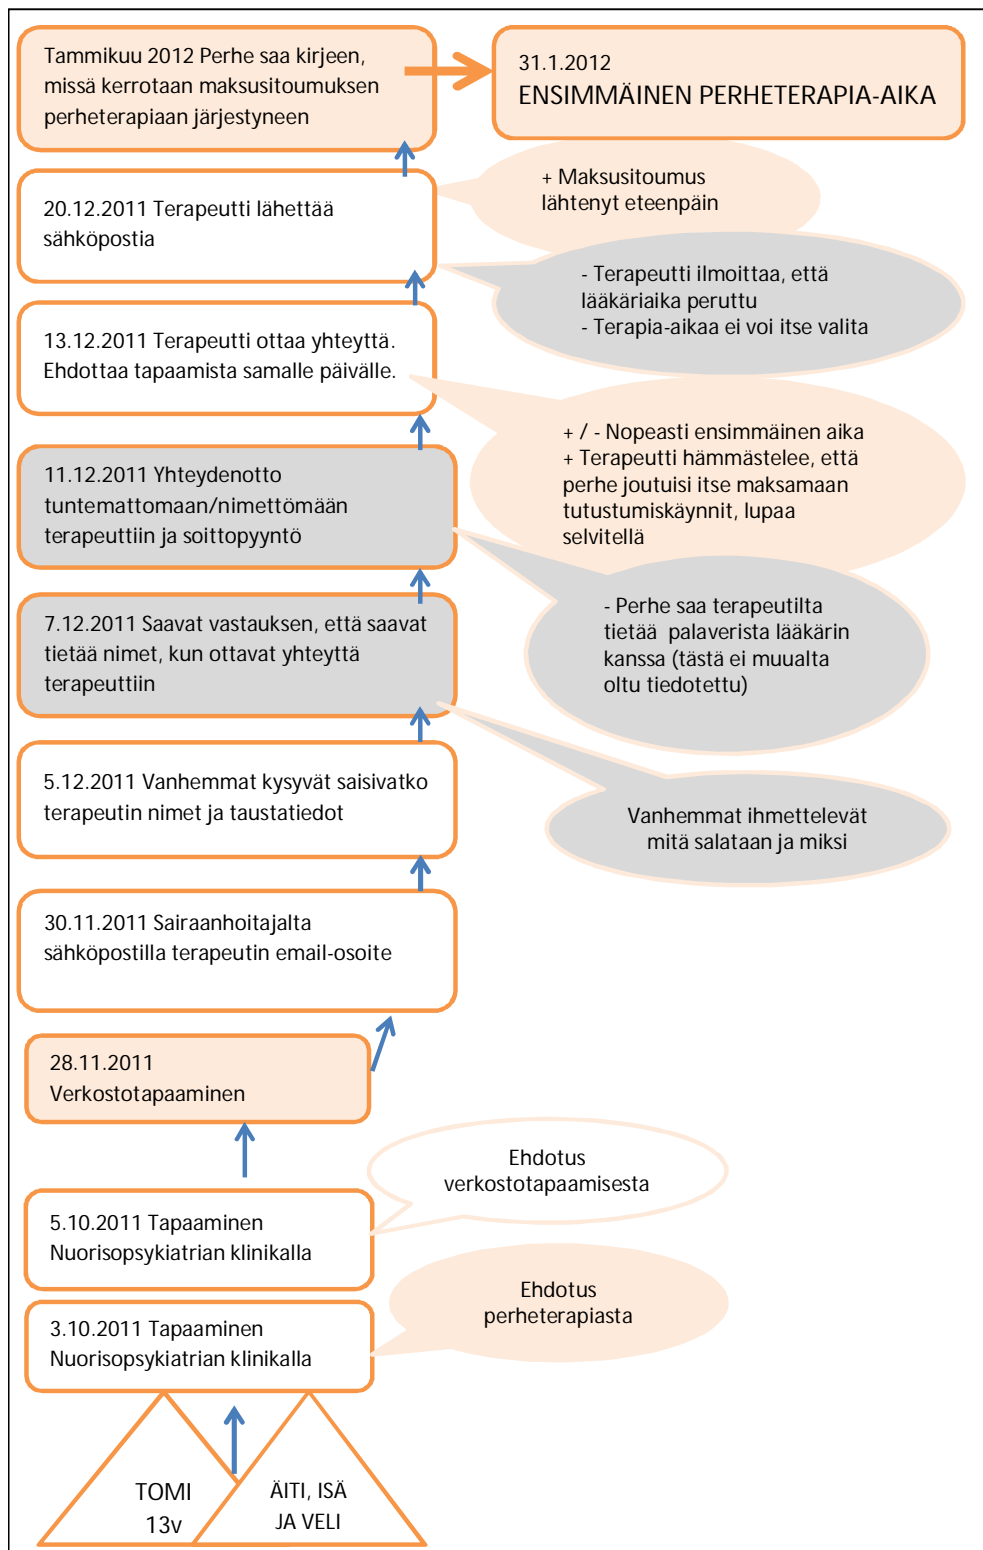 Tammikuu 2012 Perhe saa kirjeen,
missä kerrotaan maksusitoumuksen
perheterapiaan järjestyneen
31.1.2012
ENSIMMÄINEN PERHETERAPIA-AIKA
+ Maksusitoumus
lähtenyt eteenpäin
20.12.2011 Terapeutti lähettää
sähköpostia
- Terapeutti ilmoittaa, että
lääkäriaika peruttu
- Terapia-aikaa ei voi itse valita
13.12.2011 Terapeutti ottaa yhteyttä.
Ehdottaa tapaamista samalle päivälle.
+ / - Nopeasti ensimmäinen aika
+ Terapeutti hämmästelee, että
perhe joutuisi itse maksamaan
tutustumiskäynnit, lupaa
selvitellä
11.12.2011 Yhteydenotto
tuntemattomaan/nimettömään
terapeuttiin ja soittopyyntö
- Perhe saa terapeutilta
tietää palaverista lääkärin
kanssa (tästä ei muualta
oltu tiedotettu)
7.12.2011 Saavat vastauksen, että saavat
tietää nimet, kun ottavat yhteyttä
terapeuttiin
5.12.2011 Vanhemmat kysyvät saisivatko
terapeutin nimet ja taustatiedot
Vanhemmat ihmettelevät
mitä salataan ja miksi
30.11.2011 Sairaanhoitajalta
sähköpostilla terapeutin email-osoite
28.11.2011
Verkostotapaaminen
Ehdotus
verkostotapaamisesta
5.10.2011 Tapaaminen
Nuorisopsykiatrian klinikalla
Ehdotus
perheterapiasta
3.10.2011 Tapaaminen
Nuorisopsykiatrian klinikalla
TOMI
13v
ÄITI, ISÄ
JA VELI